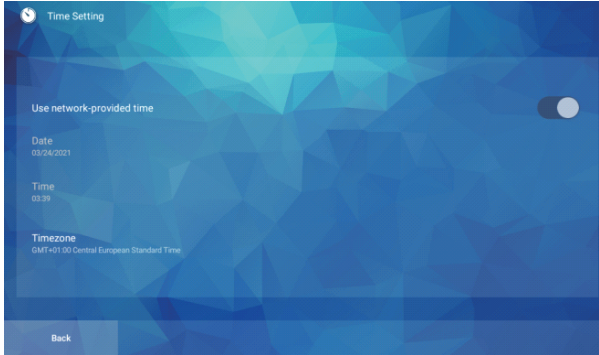 Time Setting
Use network-provided time
Date
03/24/2021
Time
03:39
Timezone
GMT+01:00 Central European Standard Time
Back